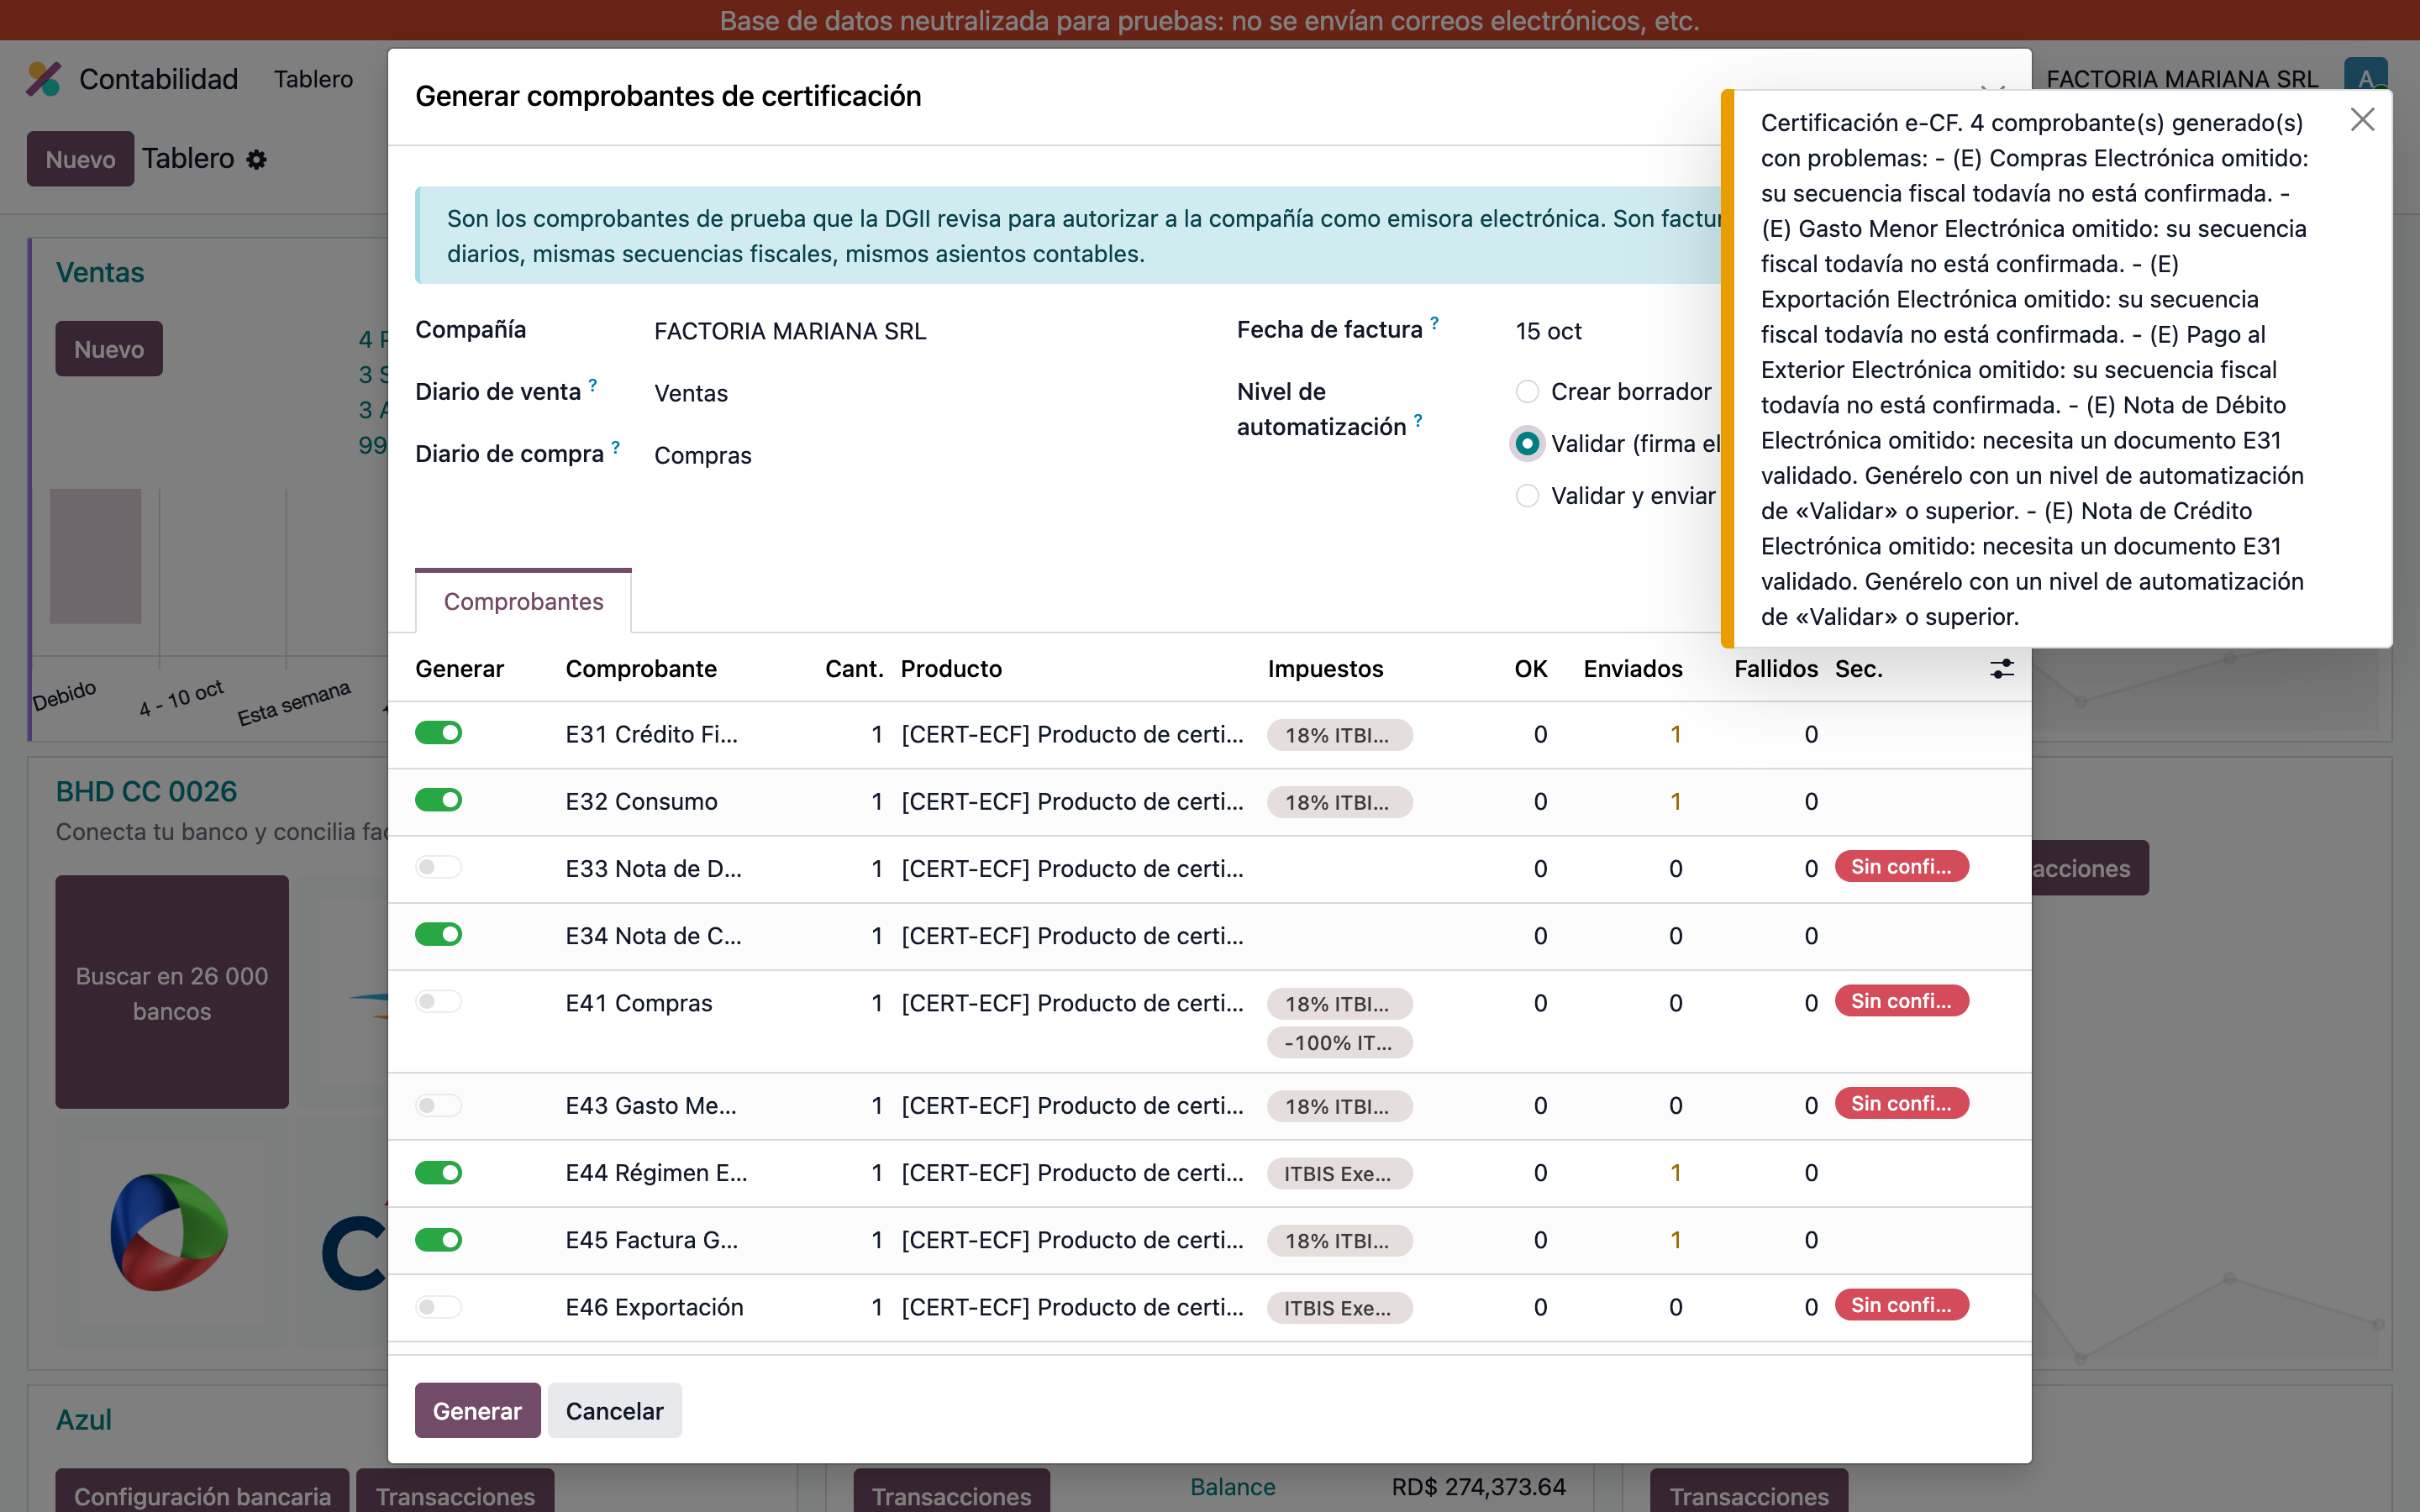 Base de datos neutralizada para pruebas: no se envían correos electrónicos, etc.
Contabilidad
Tablero
FACTORIA MARIANA SRL
A
Nuevo
Tablero
Generar comprobantes de certificación
Certificación e-CF. 4 comprobante(s) generado(s)
con problemas: - (E) Compras Electrónica omitido:
su secuencia fiscal todavía no está confirmada. -
(E) Gasto Menor Electrónica omitido: su secuencia
fiscal todavía no está confirmada. - (E)
Exportación Electrónica omitido: su secuencia
fiscal todavía no está confirmada. - (E) Pago al
Exterior Electrónica omitido: su secuencia fiscal
todavía no está confirmada. - (E) Nota de Débito
Electrónica omitido: necesita un documento E31
validado. Genérelo con un nivel de automatización
de «Validar» o superior. - (E) Nota de Crédito
Electrónica omitido: necesita un documento E31
validado. Genérelo con un nivel de automatización
de «Validar» o superior.
Son los comprobantes de prueba que la DGII revisa para autorizar a la compañía como emisora electrónica. Son
diarios, mismas secuencias fiscales, mismos asientos contables.
Compañía
FACTORIA MARIANA SRL
Diario de venta ?
Ventas
Diario de compra ?
Compras
Fecha de factura ?
15 oct
Nivel de
automatización ?
Crear borrador
Validar (firma el
Validar y enviar
Comprobantes
Generar Comprobante Cant. Producto Impuestos OK Enviados Fallidos Sec.
E31 Crédito Fi... 1 [CERT-ECF] Producto de certi... 18% ITBI... 0 1 0
E32 Consumo 1 [CERT-ECF] Producto de certi... 18% ITBI... 0 1 0
E33 Nota de D... 1 [CERT-ECF] Producto de certi... 0 0 0 Sin confi...
E34 Nota de C... 1 [CERT-ECF] Producto de certi... 0 0 0
E41 Compras 1 [CERT-ECF] Producto de certi... 18% ITBI... 0 0 0 Sin confi...
-100% IT...
E43 Gasto Me... 1 [CERT-ECF] Producto de certi... 18% ITBI... 0 0 0 Sin confi...
E44 Régimen E... 1 [CERT-ECF] Producto de certi... ITBIS Exe... 0 1 0
E45 Factura G... 1 [CERT-ECF] Producto de certi... 18% ITBI... 0 1 0
E46 Exportación 1 [CERT-ECF] Producto de certi... ITBIS Exe... 0 0 0 Sin confi...
Generar
Cancelar
Ventas
Nuevo
4
3
3
99
Debido
4 - 10 oct
Esta semana
BHD CC 0026
Conecta tu banco y concilia
Buscar en 26 000
bancos
acciones
Azul
Configuración bancaria
Transacciones
Transacciones
Balance
RD$ 274,373.64
Transacciones